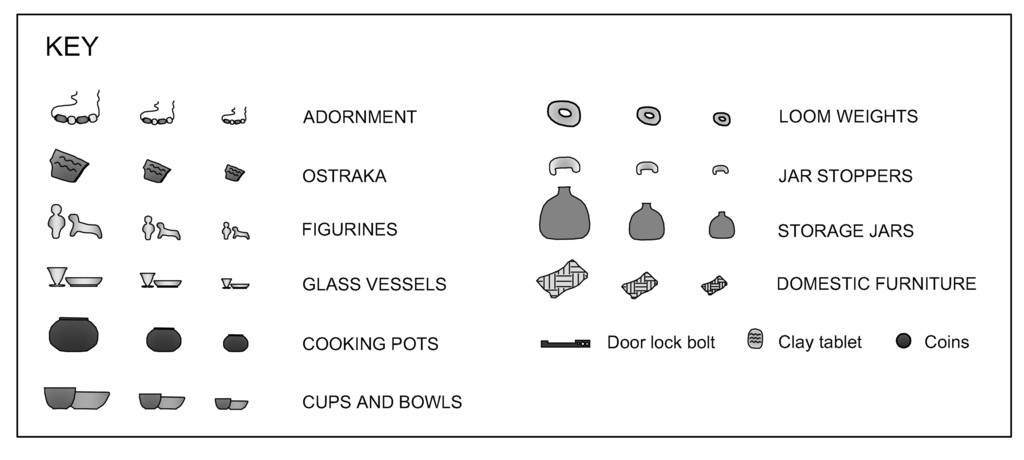 KEY
ADORNMENT
OSTRAKA
FIGURINES
GLASS VESSELS
COOKING POTS
CUPS AND BOWLS
LOOM WEIGHTS
JAR STOPPERS
STORAGE JARS
DOMESTIC FURNITURE
Door lock bolt
Clay tablet
Coins